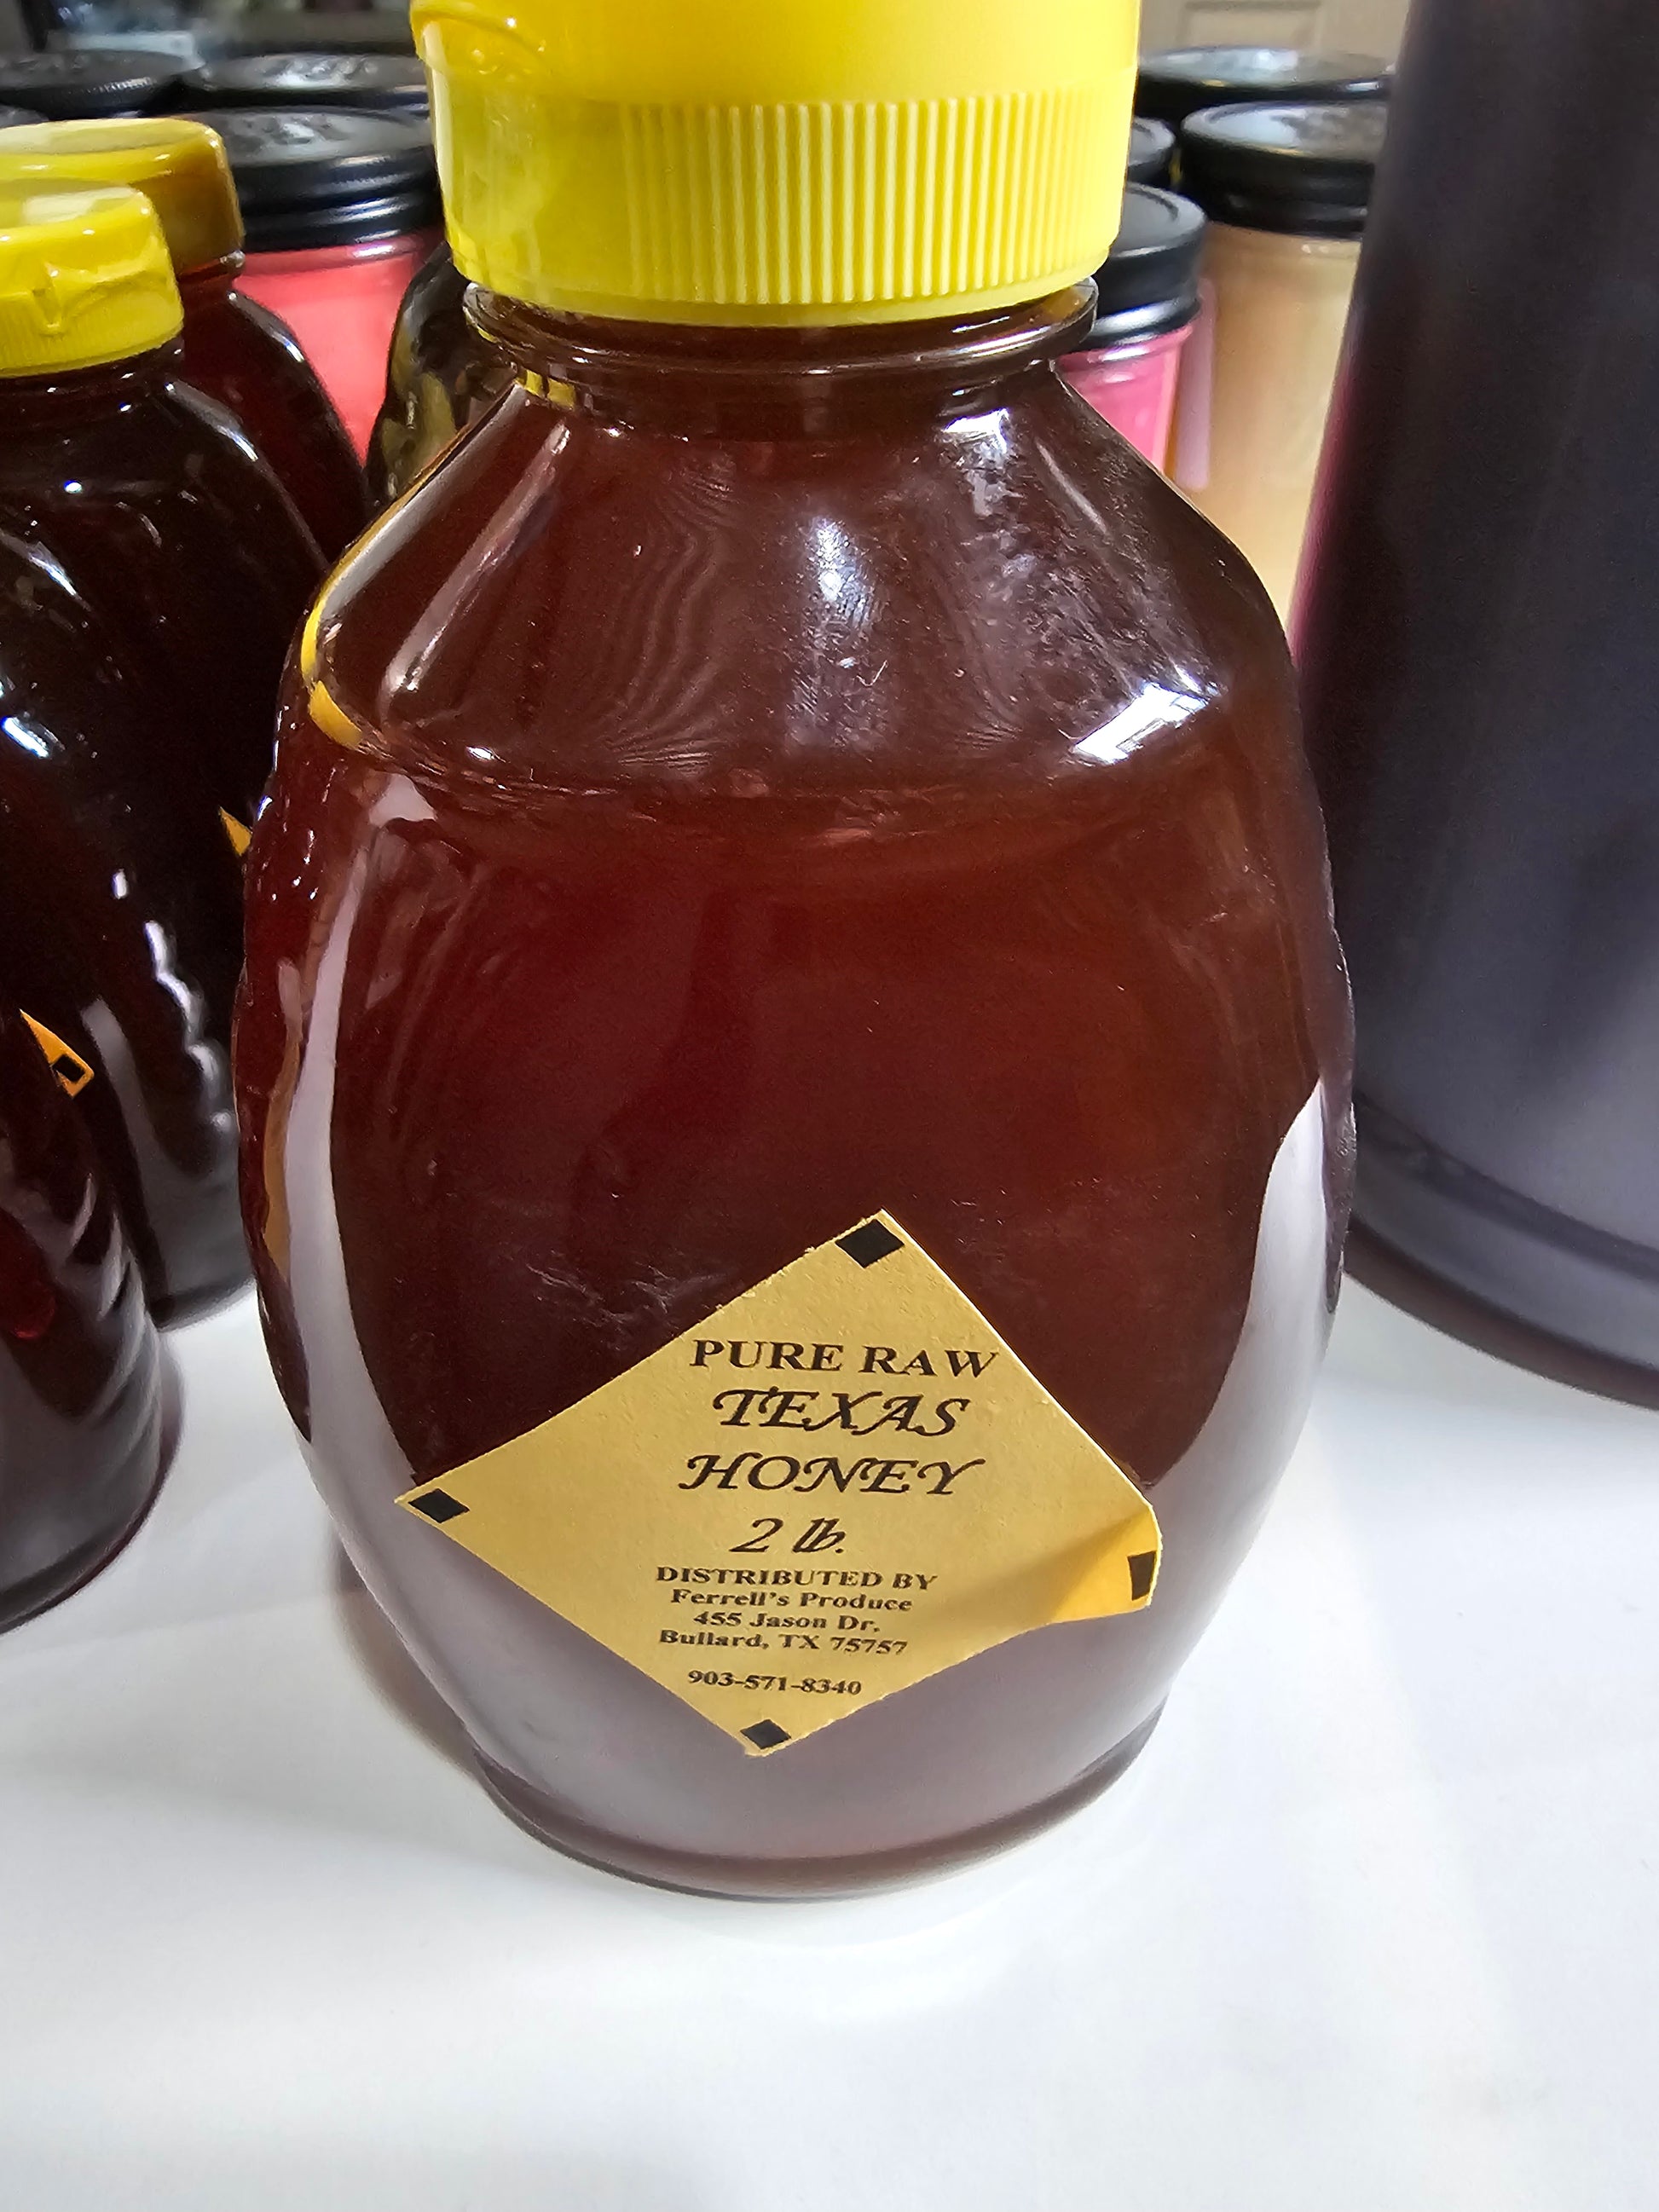 PURE RAW
TEXAS
HONEY
2 lb.
DISTRIBUTED BY
Ferrell's Produce
455 Jason Dr.
Bullard, TX 75757
903-571-8340